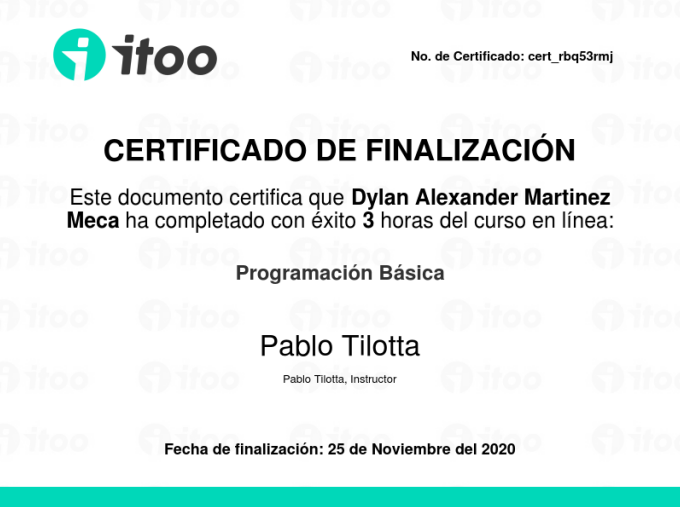 itoo
No. de Certificado: cert_rbq53rmj
CERTIFICADO DE FINALIZACIÓN
Este documento certifica que Dylan Alexander Martinez
Meca ha completado con éxito 3 horas del curso en línea:
Programación Básica
Pablo Tilotta
Pablo Tilotta, Instructor
Fecha de finalización: 25 de Noviembre del 2020